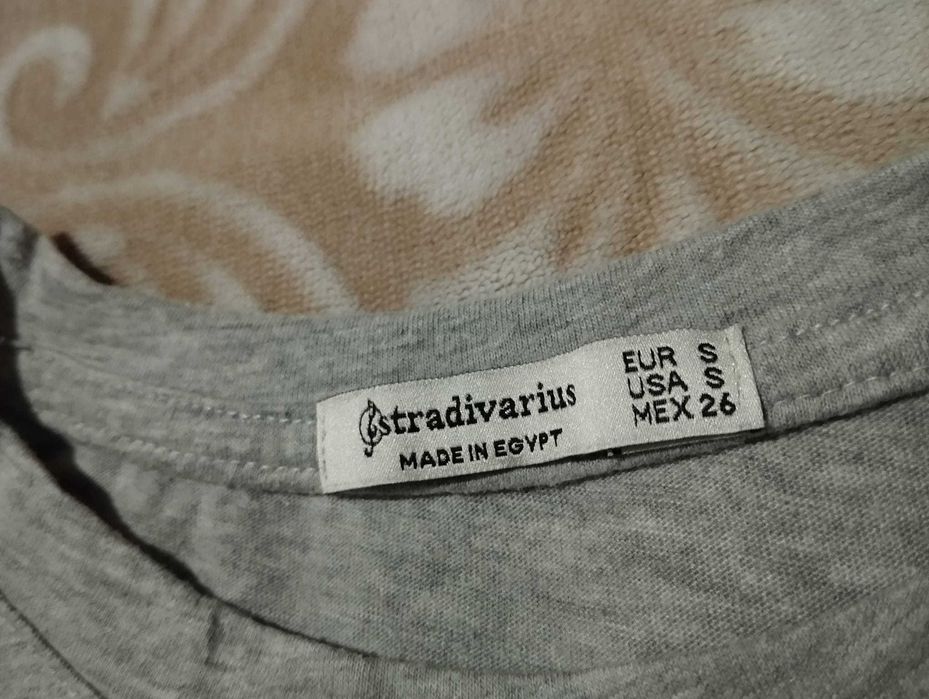 stradivarius
MADE IN EGYPT
EUR S
USA S
MEX 26